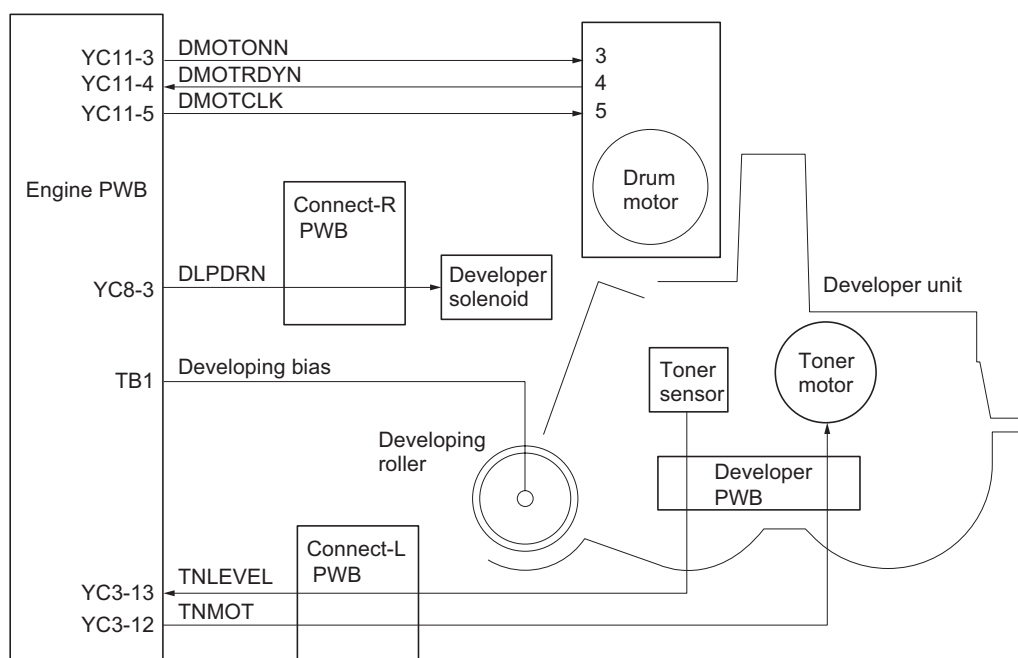 YC11-3
DMOTONN
3
YC11-4
DMOTRDYN
4
YC11-5
DMOTCLK
5
Engine PWB
Drum
motor
Connect-R
PWB
YC8-3
DLPDRN
Developer
solenoid
Developer unit
TB1
Developing bias
Toner
sensor
Toner
motor
Developing
roller
Developer
PWB
Connect-L
PWB
YC3-13
TNLEVEL
YC3-12
TNMOT